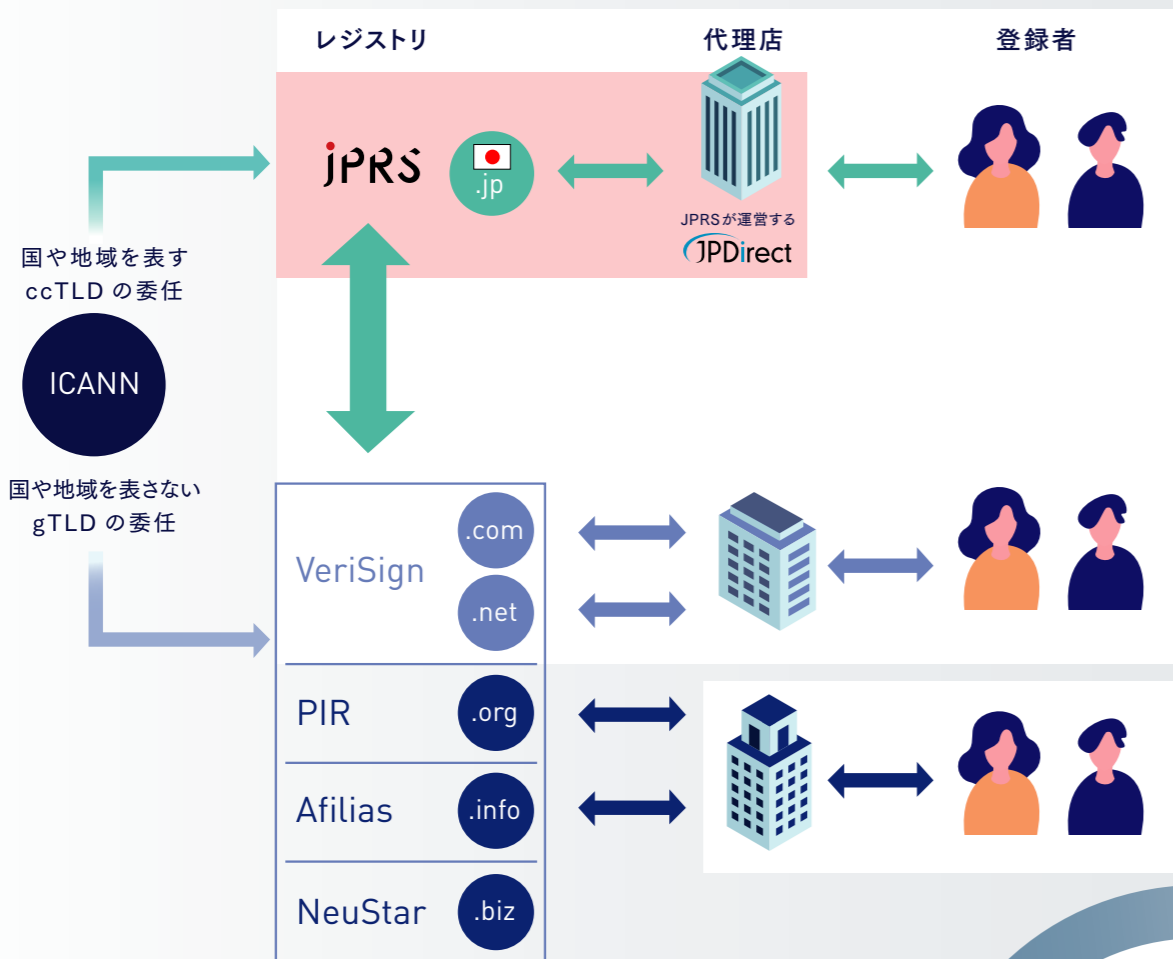 レジストリ
代理店
登録者
JPRS
.jp
JPRSが運営する
JPDirect
国や地域を表す
ccTLD の委任
ICANN
国や地域を表さない
gTLD の委任
VeriSign
.com
.net
PIR
.org
Afilias
.info
NeuStar
.biz